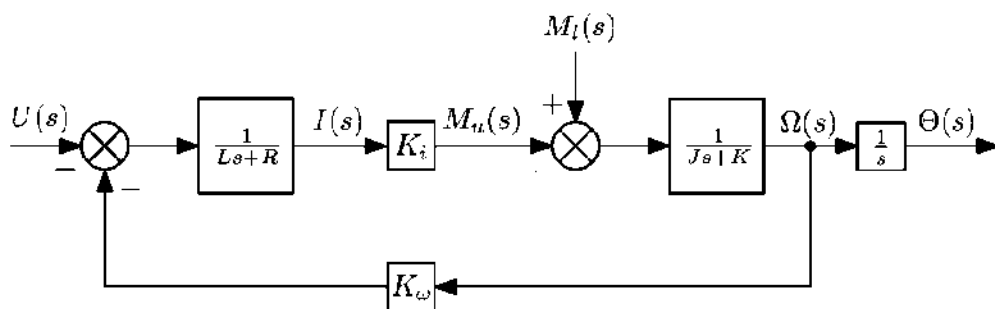 M_l(s)
U(s)
−
−
1
Ls+R
I(s)
K_i
M_u(s)
+
1
Js+K
Ω(s)
1
s
Θ(s)
K_ω